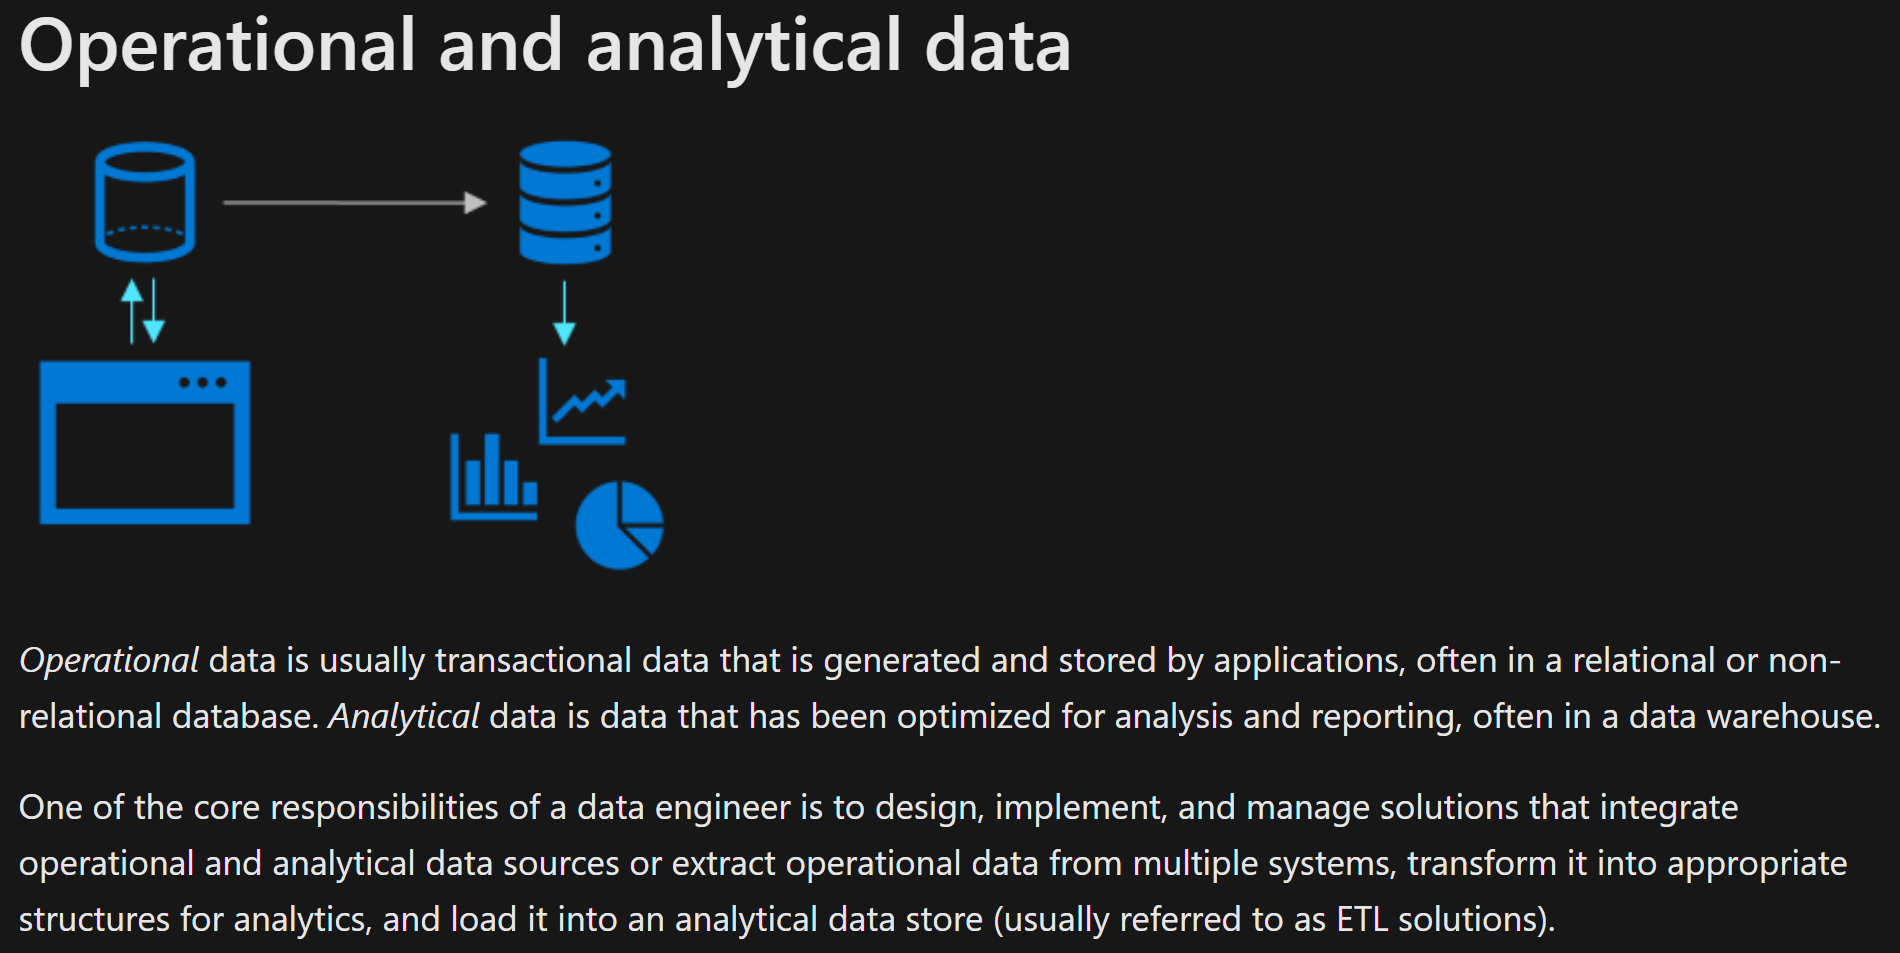 Operational and analytical data
Operational data is usually transactional data that is generated and stored by applications, often in a relational or non-
relational database. Analytical data is data that has been optimized for analysis and reporting, often in a data warehouse.
One of the core responsibilities of a data engineer is to design, implement, and manage solutions that integrate
operational and analytical data sources or extract operational data from multiple systems, transform it into appropriate
structures for analytics, and load it into an analytical data store (usually referred to as ETL solutions).